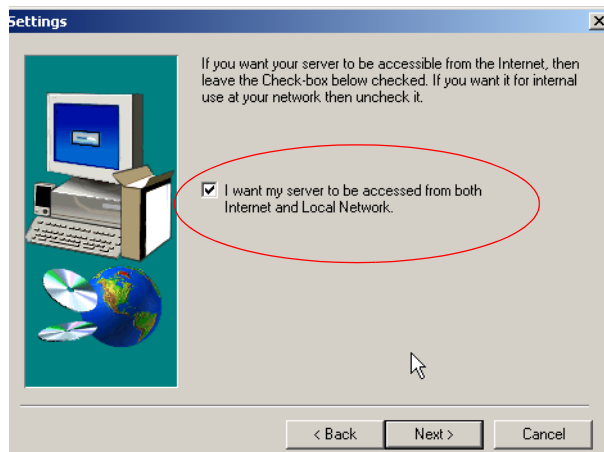 Settings
If you want your server to be accessible from the Internet, then
leave the Check-box below checked. If you want it for internal
use at your network then uncheck it.
I want my server to be accessed from both
Internet and Local Network.
< Back
Next >
Cancel